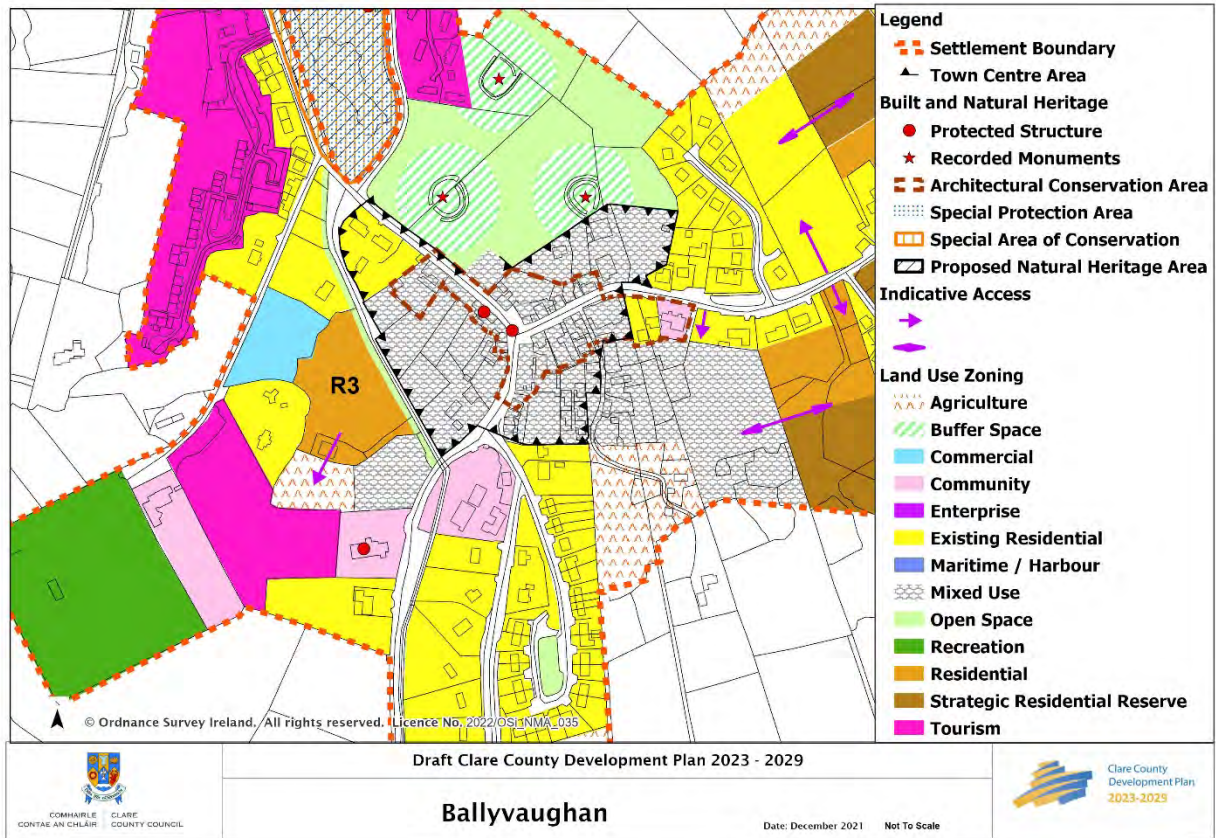 R3
© Ordnance Survey Ireland. All rights reserved. Licence No. 2022/OSi_NMA_035
Legend
Settlement Boundary
Town Centre Area
Built and Natural Heritage
Protected Structure
Recorded Monuments
Architectural Conservation Area
Special Protection Area
Special Area of Conservation
Proposed Natural Heritage Area
Indicative Access
Land Use Zoning
Agriculture
Buffer Space
Commercial
Community
Enterprise
Existing Residential
Maritime / Harbour
Mixed Use
Open Space
Recreation
Residential
Strategic Residential Reserve
Tourism
COMHAIRLE CONTAE AN CHLÁIR
CLARE COUNTY COUNCIL
Draft Clare County Development Plan 2023 - 2029
Ballyvaughan
Date: December 2021 Not To Scale
Clare County
Development Plan
2023-2029